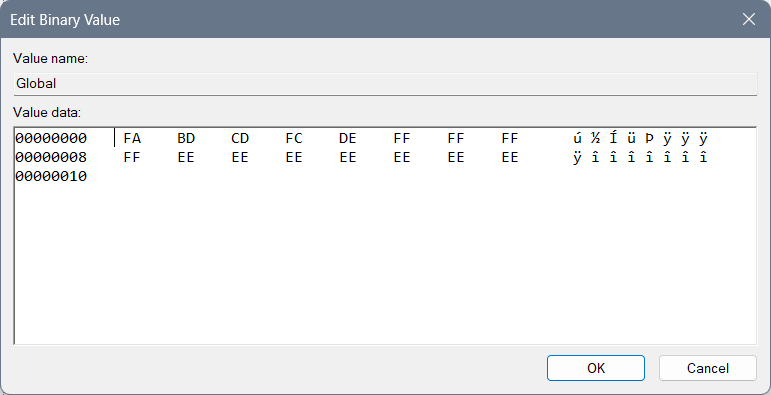 Edit Binary Value
Value name:
Global
Value data:
00000000 FA BD CD FC DE FF FF FF ú ½ Í ü Þ ÿ ÿ ÿ
00000008 FF EE EE EE EE EE EE EE ÿ î î î î î î î
00000010
OK Cancel